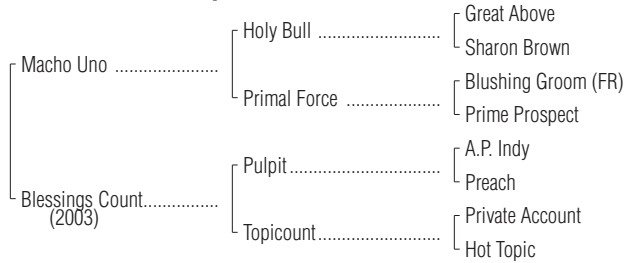 Great Above
Holy Bull ..................
Sharon Brown
Macho Uno .....................
Blushing Groom (FR)
Primal Force ..................
Prime Prospect
A.P. Indy
Pulpit.............................
Preach
Blessings Count...............
(2003)
Private Account
Topicount........................
Hot Topic